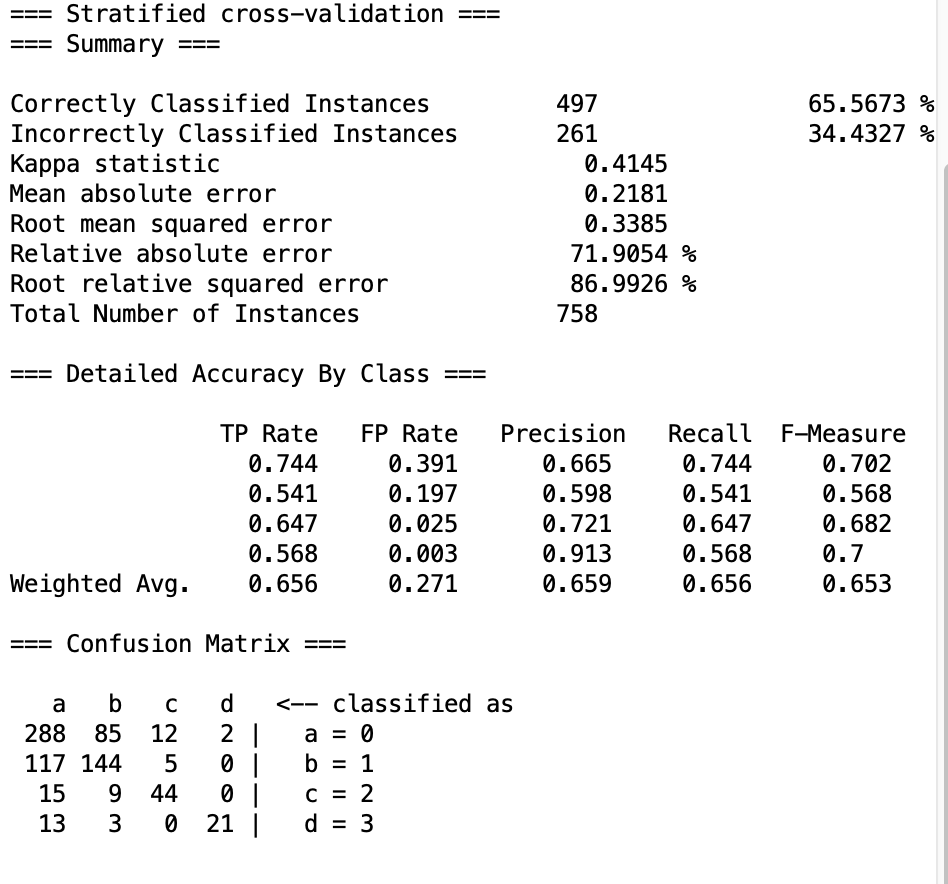 === Stratified cross-validation ===
=== Summary ===
Correctly Classified Instances 497 65.5673 %
Incorrectly Classified Instances 261 34.4327 %
Kappa statistic 0.4145
Mean absolute error 0.2181
Root mean squared error 0.3385
Relative absolute error 71.9054 %
Root relative squared error 86.9926 %
Total Number of Instances 758
=== Detailed Accuracy By Class ===
TP Rate FP Rate Precision Recall F-Measure
0.744 0.391 0.665 0.744 0.702
0.541 0.197 0.598 0.541 0.568
0.647 0.025 0.721 0.647 0.682
0.568 0.003 0.913 0.568 0.7
Weighted Avg. 0.656 0.271 0.659 0.656 0.653
=== Confusion Matrix ===
a b c d <-- classified as
288 85 12 2 | a = 0
117 144 5 0 | b = 1
15 9 44 0 | c = 2
13 3 0 21 | d = 3